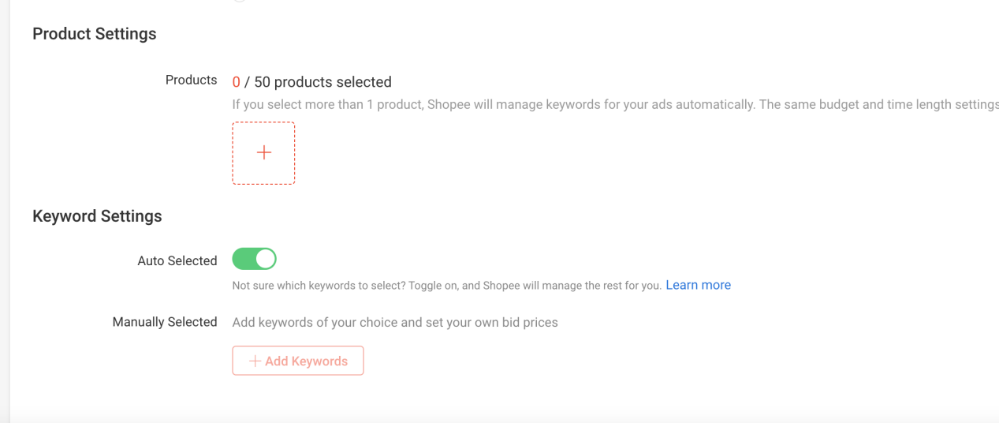 Product Settings
Products
0 / 50 products selected
If you select more than 1 product, Shopee will manage keywords for your ads automatically. The same budget and time length settings
Keyword Settings
Auto Selected
Not sure which keywords to select? Toggle on, and Shopee will manage the rest for you. Learn more
Manually Selected
Add keywords of your choice and set your own bid prices
+ Add Keywords